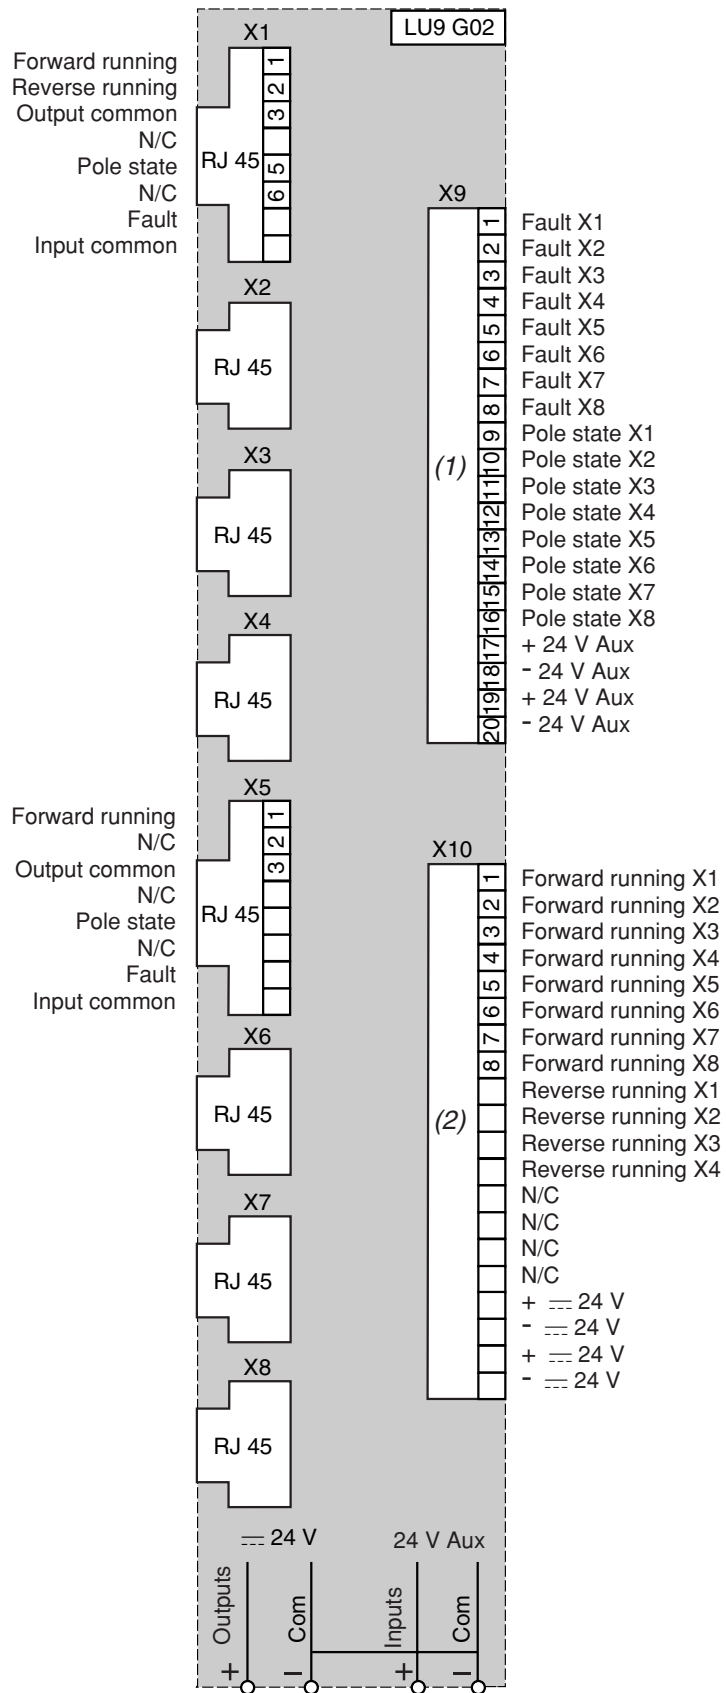 LU9 G02
X1
Forward running 1
Reverse running 2
Output common 3
N/C
Pole state 5
N/C 6
Fault
Input common
RJ 45
X2
RJ 45
X3
RJ 45
X4
RJ 45
X5
Forward running 1
N/C 2
Output common 3
N/C
Pole state
N/C
Fault
Input common
RJ 45
X6
RJ 45
X7
RJ 45
X8
RJ 45
X9
(1)
1 Fault X1
2 Fault X2
3 Fault X3
4 Fault X4
5 Fault X5
6 Fault X6
7 Fault X7
8 Fault X8
9 Pole state X1
10 Pole state X2
11 Pole state X3
12 Pole state X4
13 Pole state X5
14 Pole state X6
15 Pole state X7
16 Pole state X8
17 + 24 V Aux
18 - 24 V Aux
19 + 24 V Aux
20 - 24 V Aux
X10
(2)
1 Forward running X1
2 Forward running X2
3 Forward running X3
4 Forward running X4
5 Forward running X5
6 Forward running X6
7 Forward running X7
8 Forward running X8
Reverse running X1
Reverse running X2
Reverse running X3
Reverse running X4
N/C
N/C
N/C
N/C
+ ⎓ 24 V
- ⎓ 24 V
+ ⎓ 24 V
- ⎓ 24 V
⎓ 24 V
24 V Aux
Outputs
Com
Inputs
Com
+ – + –